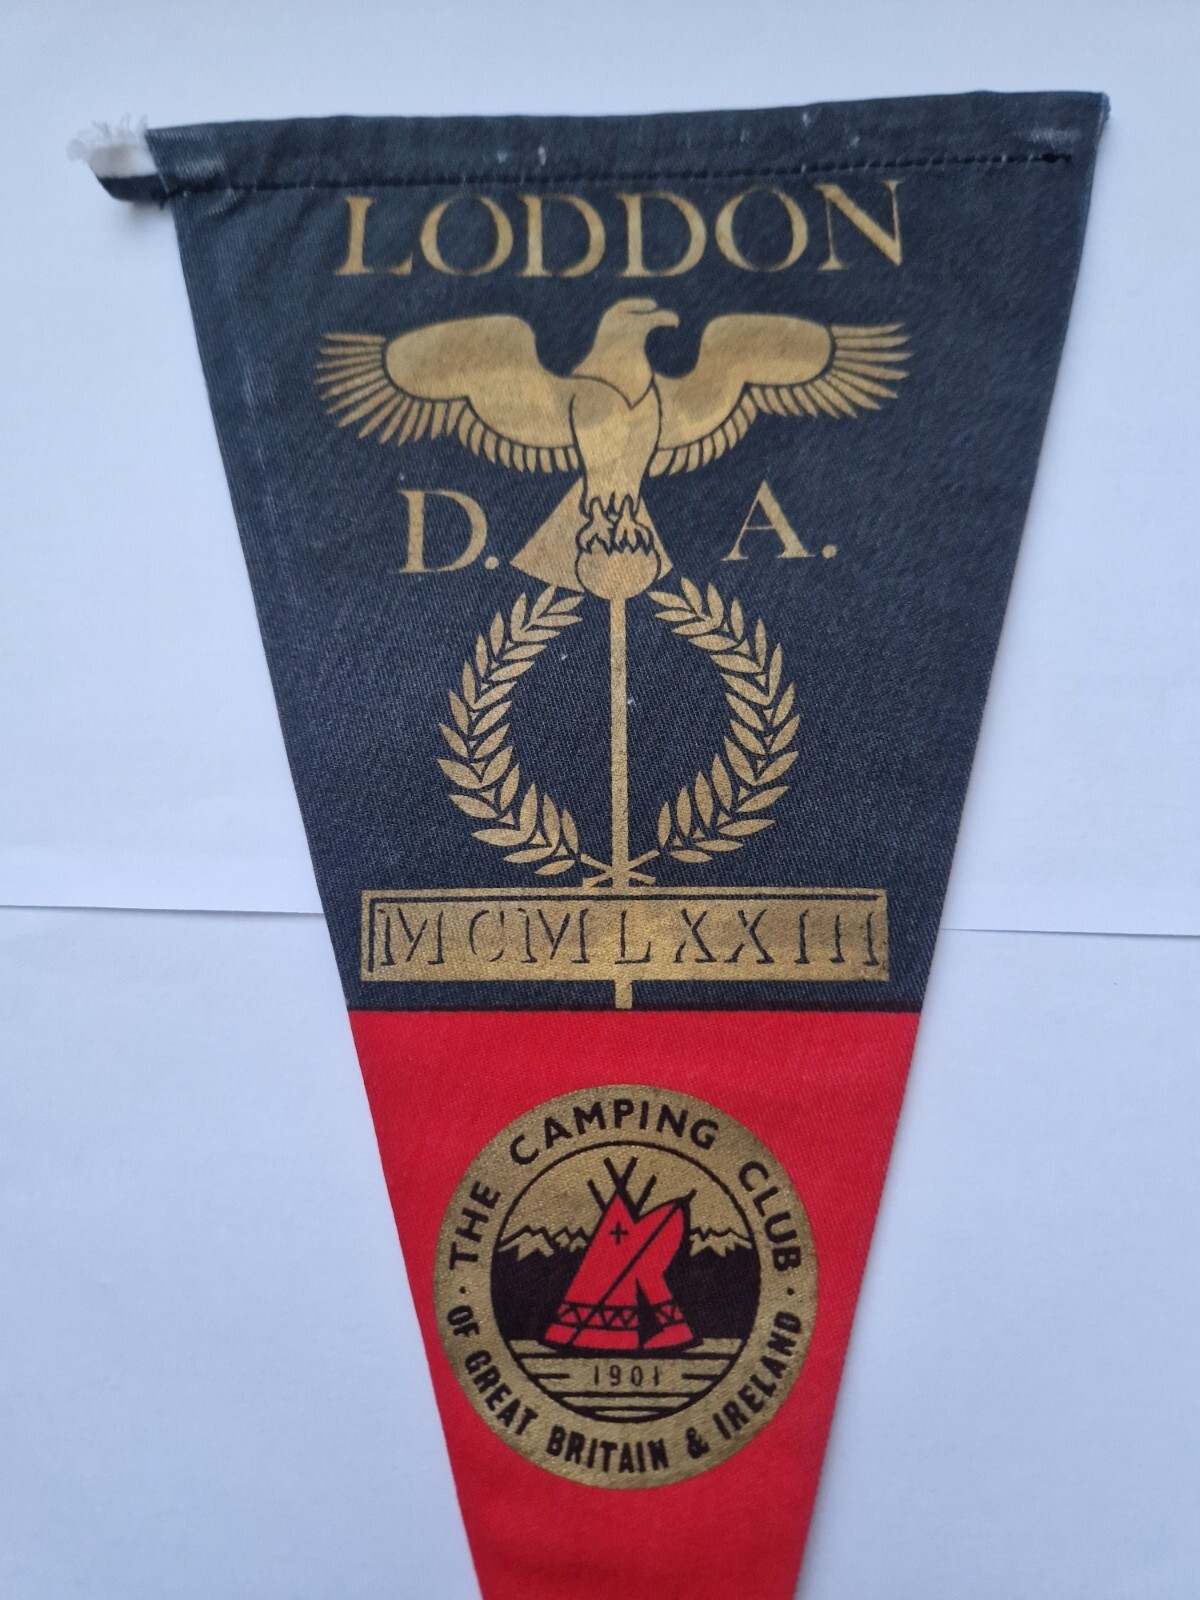 LODDON
D. A.
MCMLXXIII
· THE CAMPING CLUB ·
OF GREAT BRITAIN & IRELAND
1901